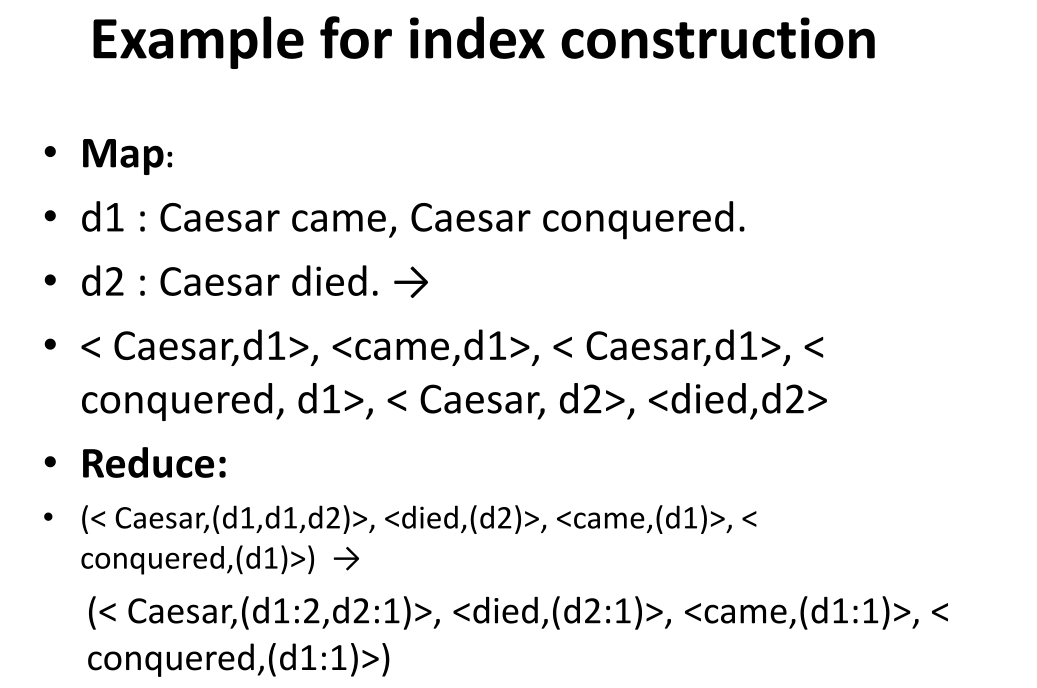 Example for index construction
• Map:
• d1 : Caesar came, Caesar conquered.
• d2 : Caesar died. →
• < Caesar,d1>, <came,d1>, < Caesar,d1>, <
conquered, d1>, < Caesar, d2>, <died,d2>
• Reduce:
• (< Caesar,(d1,d1,d2)>, <died,(d2)>, <came,(d1)>, <
conquered,(d1)>) →
(< Caesar,(d1:2,d2:1)>, <died,(d2:1)>, <came,(d1:1)>, <
conquered,(d1:1)>)